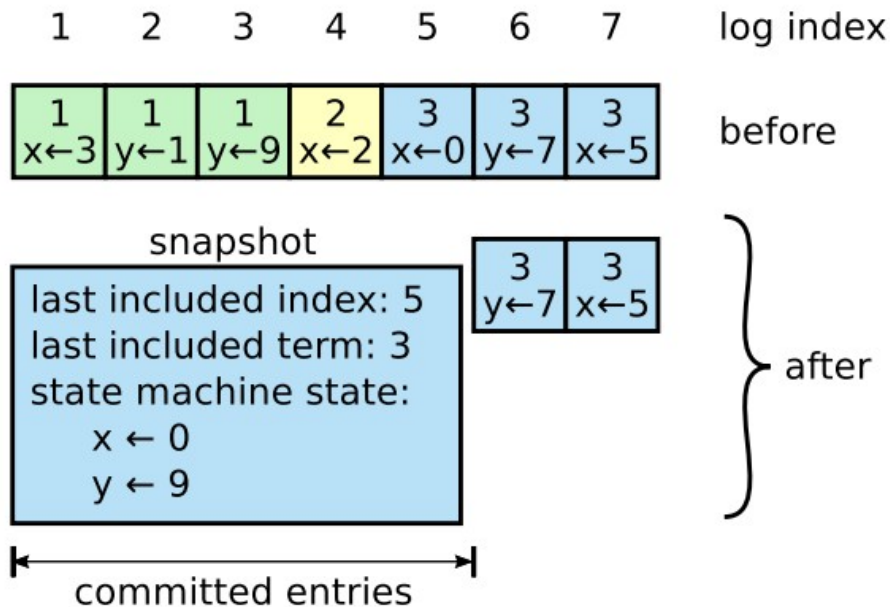 1 2 3 4 5 6 7 log index
1 1 1 2 3 3 3
x←3 y←1 y←9 x←2 x←0 y←7 x←5
before
snapshot
last included index: 5
last included term: 3
state machine state:
x ← 0
y ← 9
3 3
y←7 x←5
after
committed entries